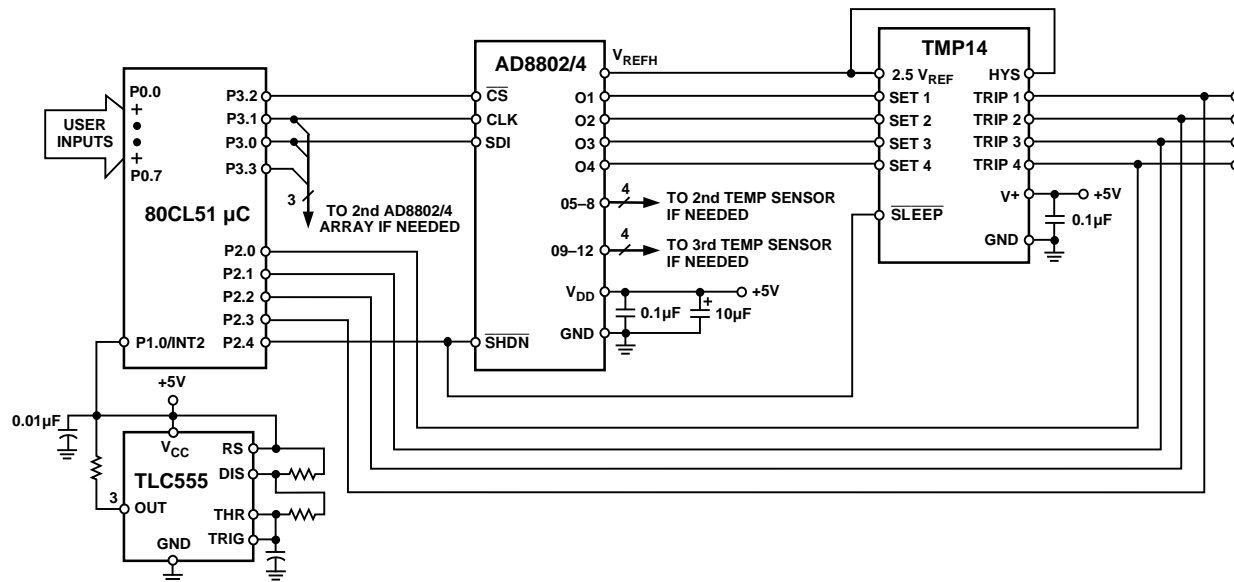 P0.0
+
+
P0.7
USER
INPUTS
80CL51 µC
P3.2
P3.1
P3.0
P3.3
P2.0
P2.1
P2.2
P2.3
P2.4
P1.0/INT2
3
TO 2nd AD8802/4
ARRAY IF NEEDED
AD8802/4
CS
CLK
SDI
SHDN
VREFH
O1
O2
O3
O4
05–8
09–12
VDD
GND
4
TO 2nd TEMP SENSOR
IF NEEDED
4
TO 3rd TEMP SENSOR
IF NEEDED
+5V
0.1µF
+
10µF
TMP14
2.5 VREF
SET 1
SET 2
SET 3
SET 4
SLEEP
HYS
TRIP 1
TRIP 2
TRIP 3
TRIP 4
V+
GND
+5V
0.1µF
+5V
0.01µF
VCC
TLC555
3
OUT
GND
RS
DIS
THR
TRIG